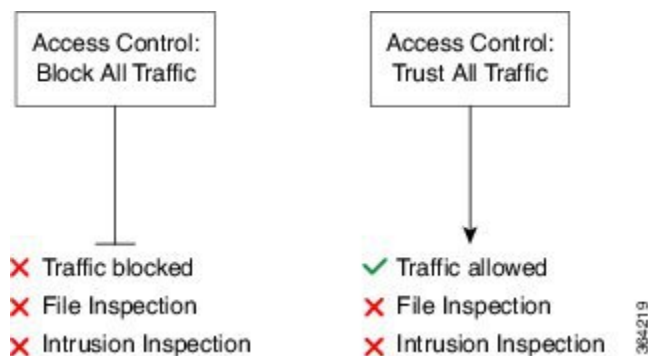 Access Control:
Block All Traffic
Traffic blocked
File Inspection
Intrusion Inspection
Access Control:
Trust All Traffic
Traffic allowed
File Inspection
Intrusion Inspection
364219